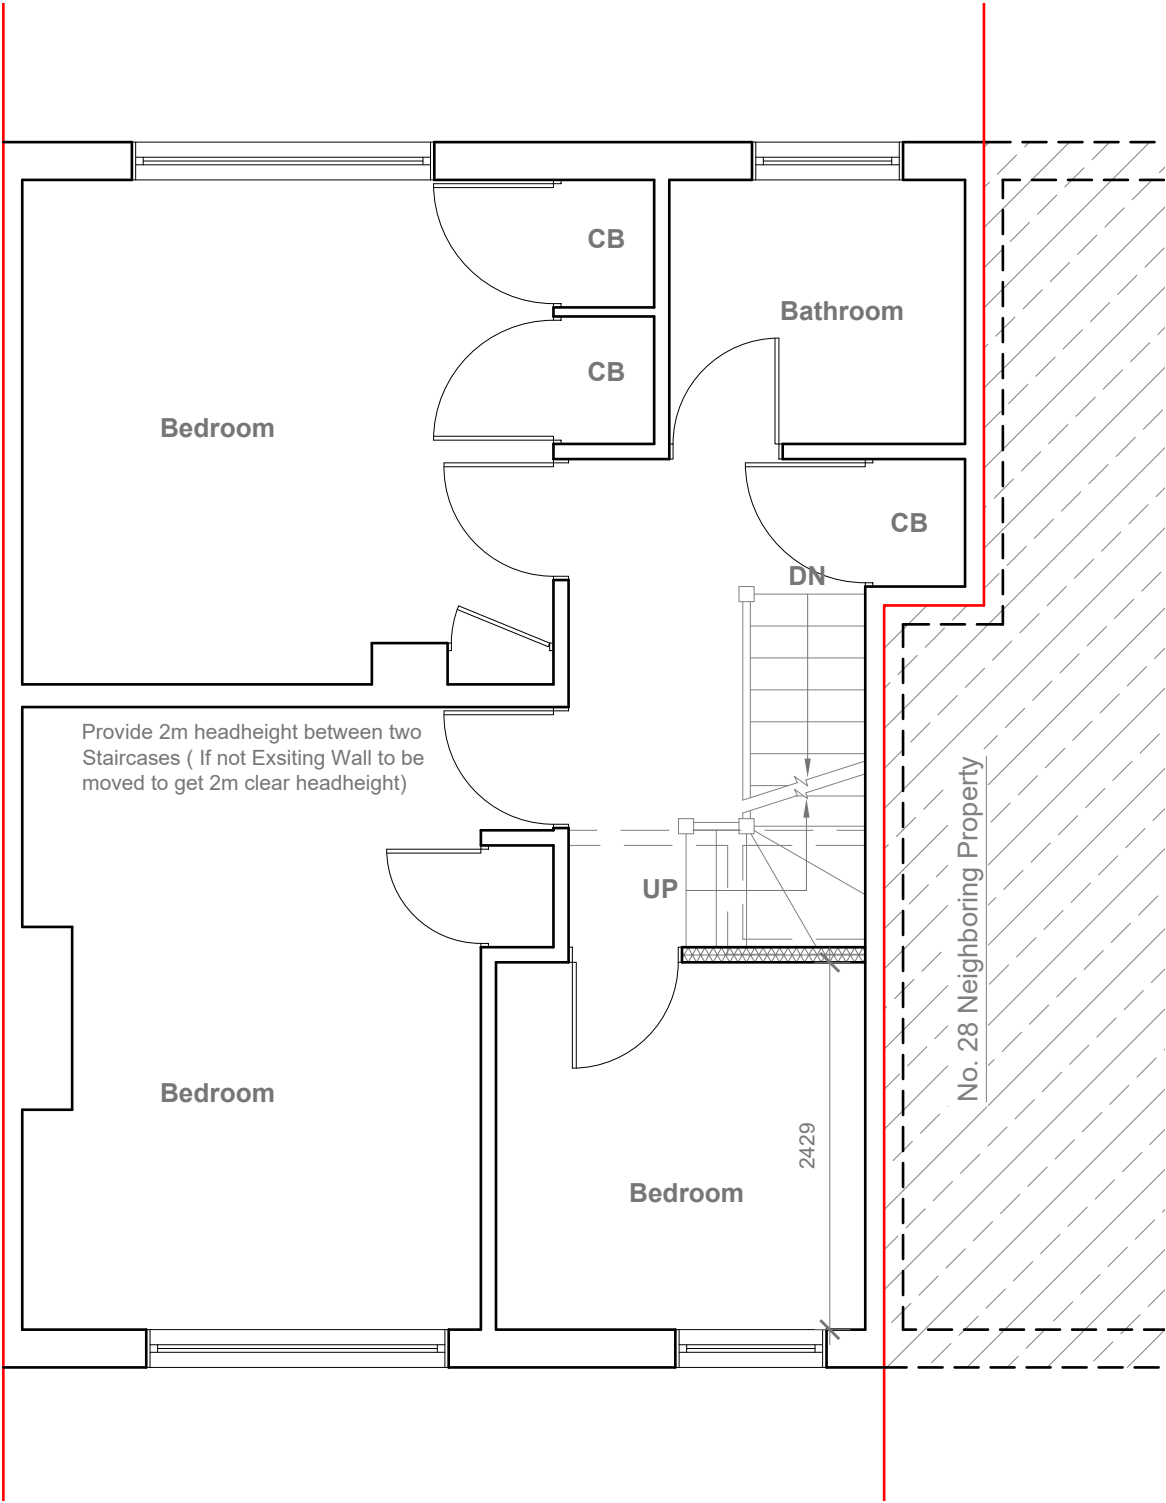 CB
Bathroom
CB
Bedroom
CB
DN
Provide 2m headheight between two
Staircases ( If not Exsiting Wall to be
moved to get 2m clear headheight)
No. 28 Neighboring Property
UP
Bedroom
2429
Bedroom